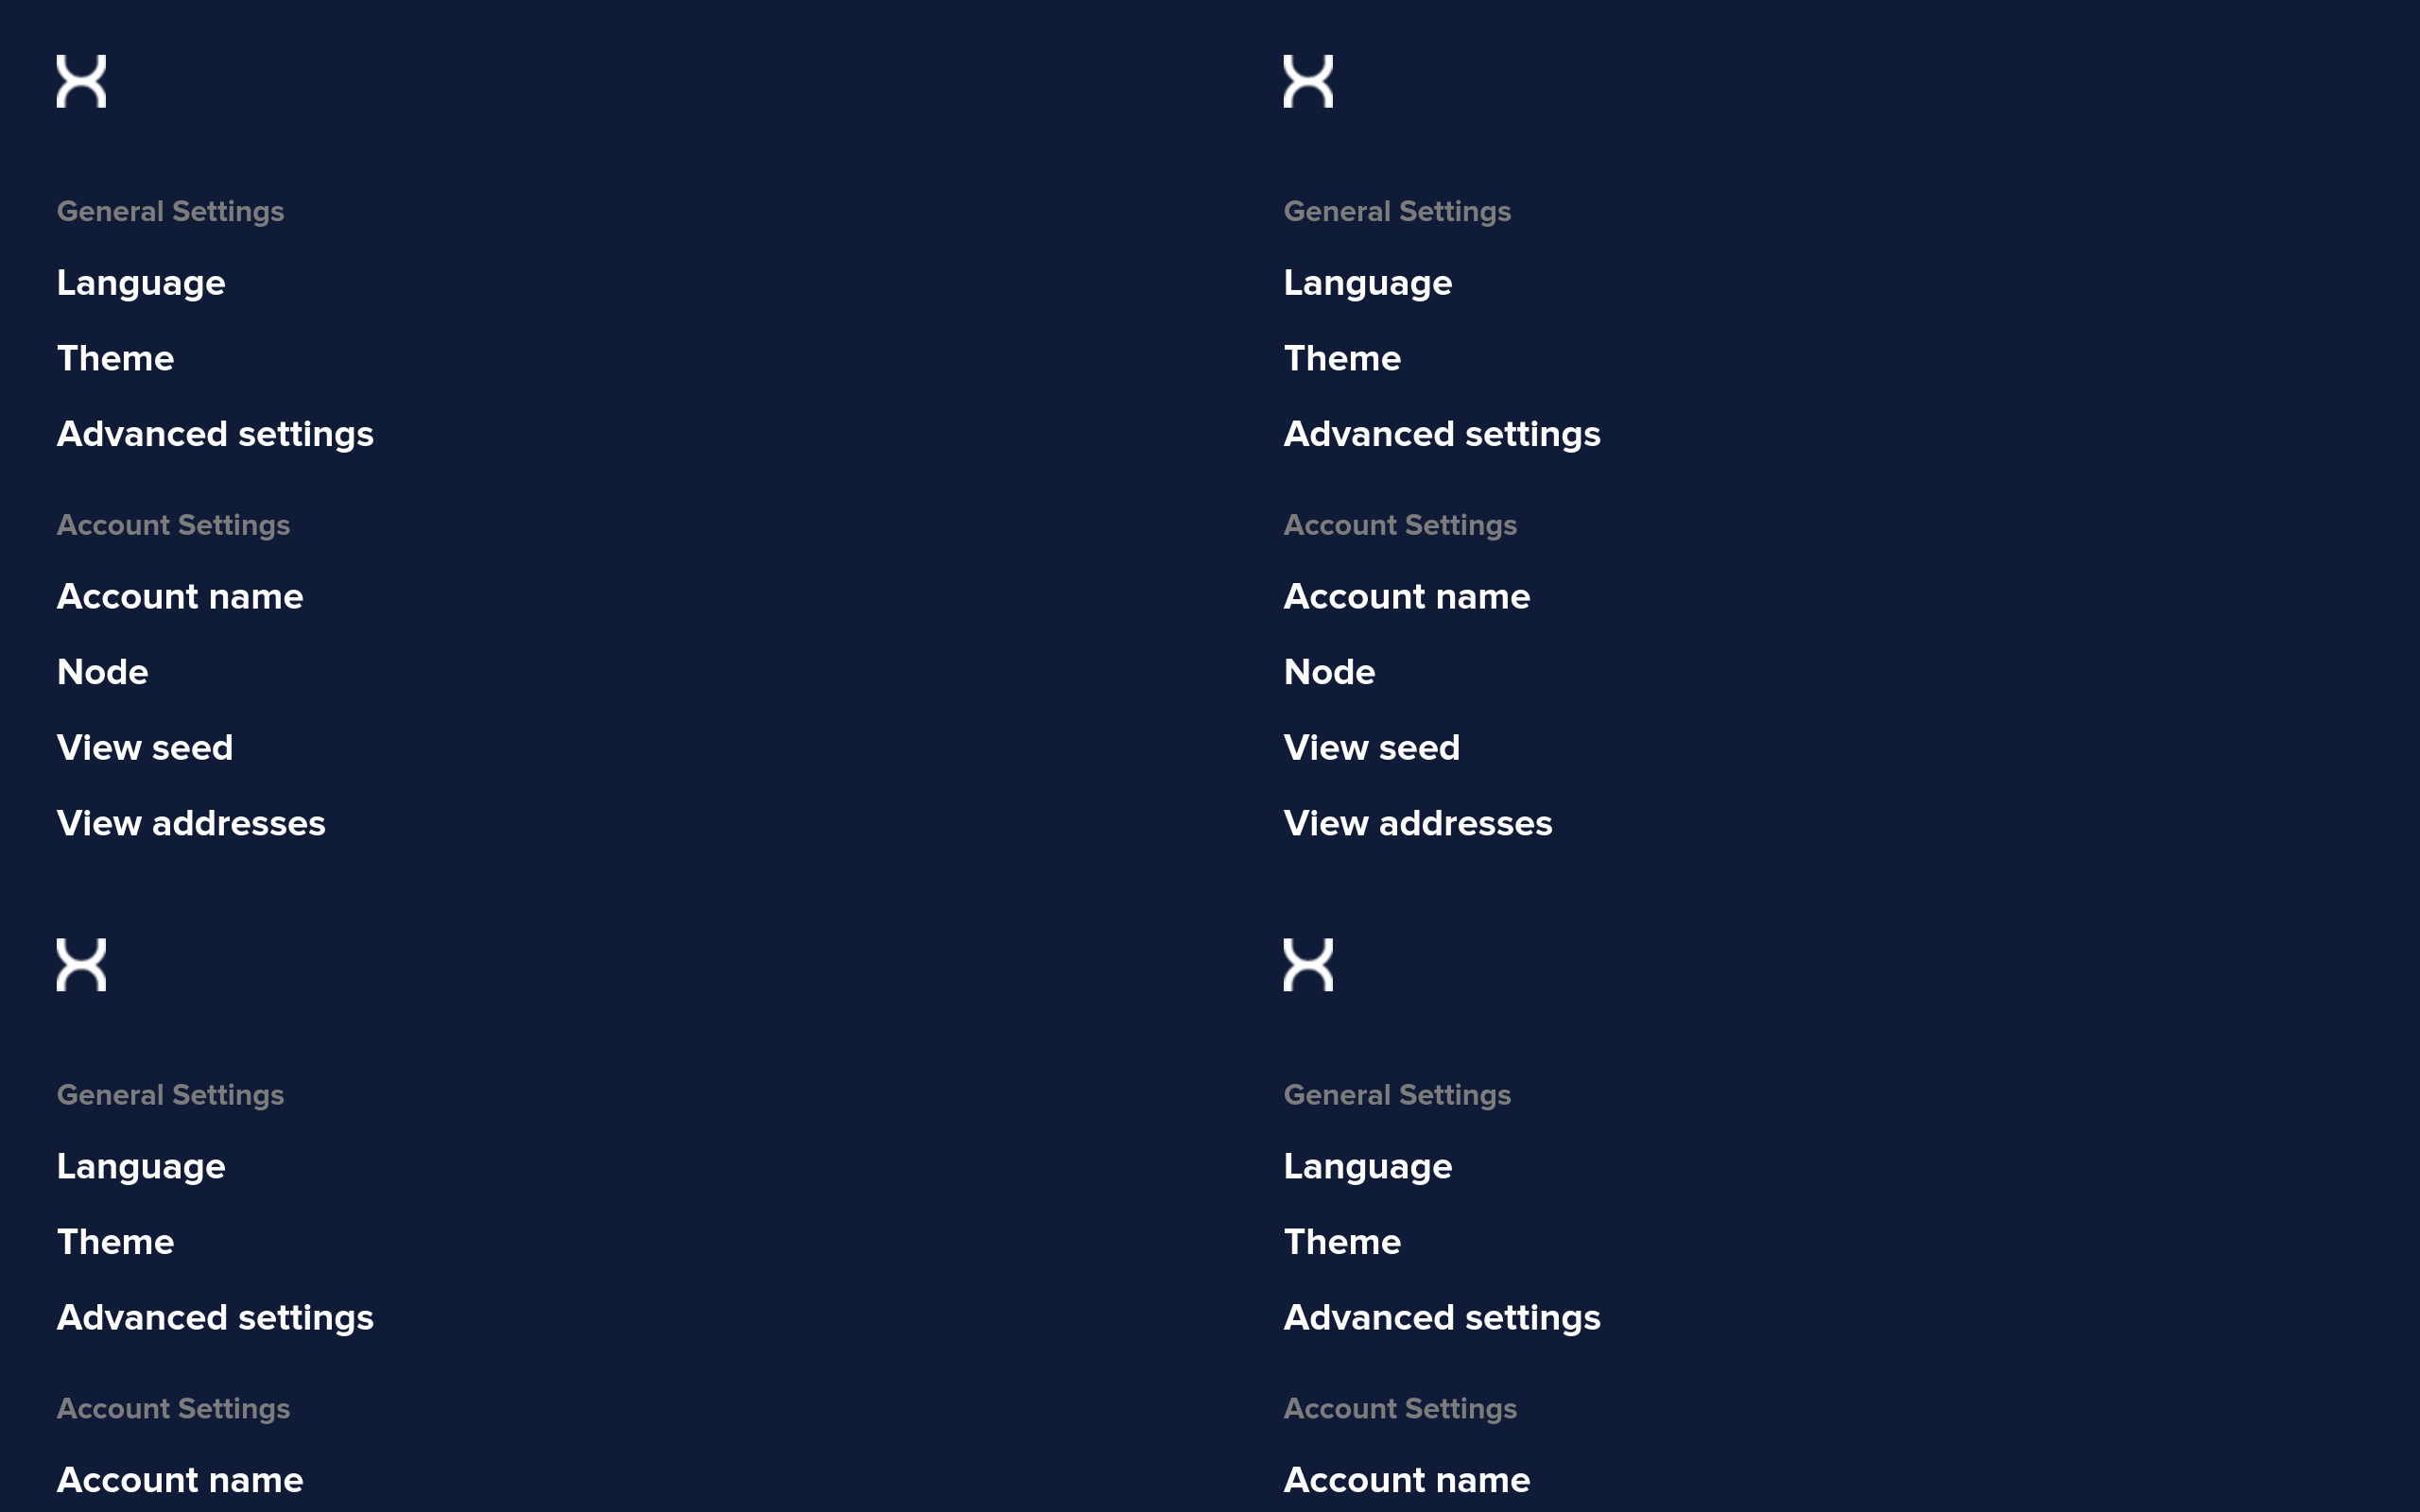 General Settings
Language
Theme
Advanced settings
Account Settings
Account name
Node
View seed
View addresses
General Settings
Language
Theme
Advanced settings
Account Settings
Account name
Node
View seed
View addresses
General Settings
Language
Theme
Advanced settings
Account Settings
Account name
General Settings
Language
Theme
Advanced settings
Account Settings
Account name